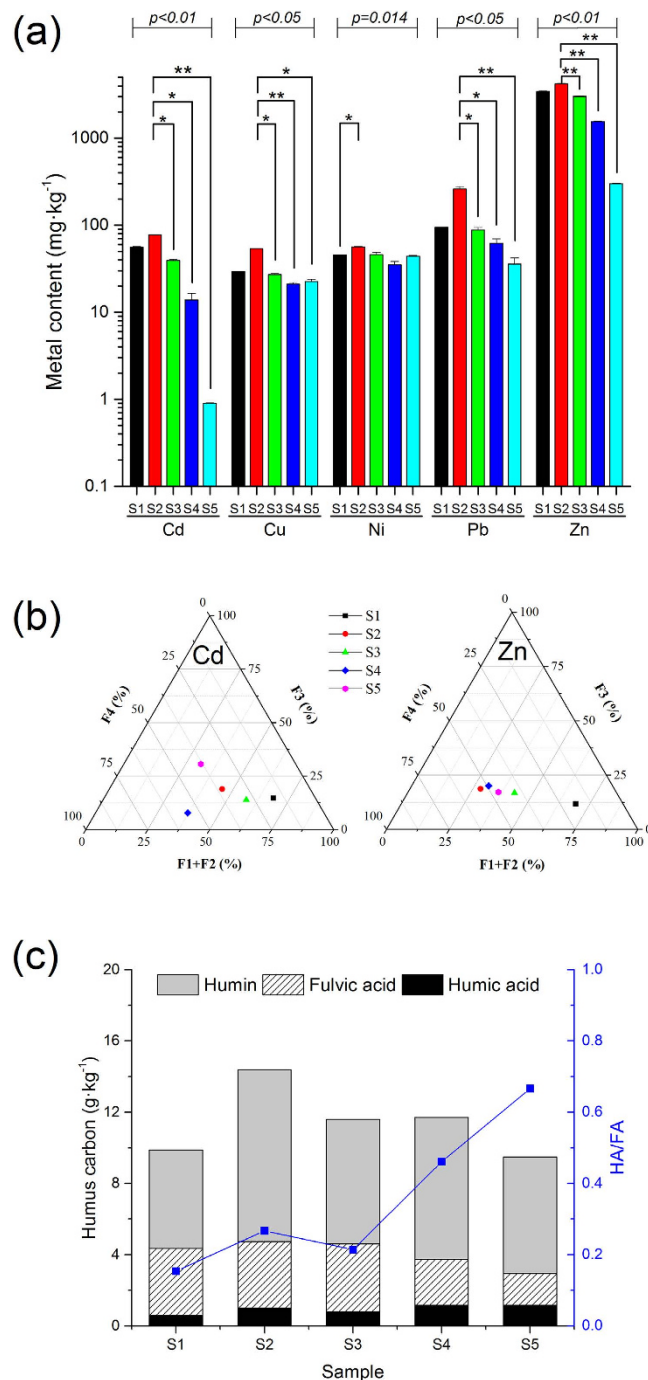 (a)
p<0.01 p<0.05 p=0.014 p<0.05 p<0.01
** * *
* ** *
*
** * *
** ** **
Metal content (mg·kg⁻¹)
1000
100
10
1
0.1
S1 S2 S3 S4 S5 S1 S2 S3 S4 S5 S1 S2 S3 S4 S5 S1 S2 S3 S4 S5 S1 S2 S3 S4 S5
Cd Cu Ni Pb Zn
(b)
Cd
F4 (%)
F3 (%)
F1+F2 (%)
0 25 50 75 100
0 25 50 75 100
100 75 50 25 0
S1
S2
S3
S4
S5
Zn
F4 (%)
F3 (%)
F1+F2 (%)
0 25 50 75 100
0 25 50 75 100
100 75 50 25 0
(c)
Humin Fulvic acid Humic acid
Humus carbon (g·kg⁻¹)
20
16
12
8
4
0
HA/FA
1.0
0.8
0.6
0.4
0.2
0.0
S1 S2 S3 S4 S5
Sample